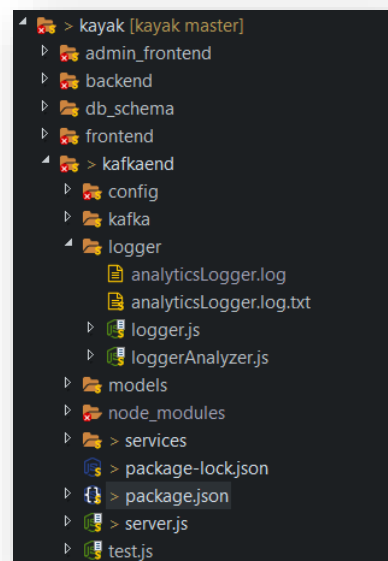 > kayak [kayak master]
admin_frontend
backend
db_schema
frontend
> kafkaend
config
kafka
logger
analyticsLogger.log
analyticsLogger.log.txt
logger.js
loggerAnalyzer.js
models
node_modules
> services
> package-lock.json
> package.json
> server.js
test.js